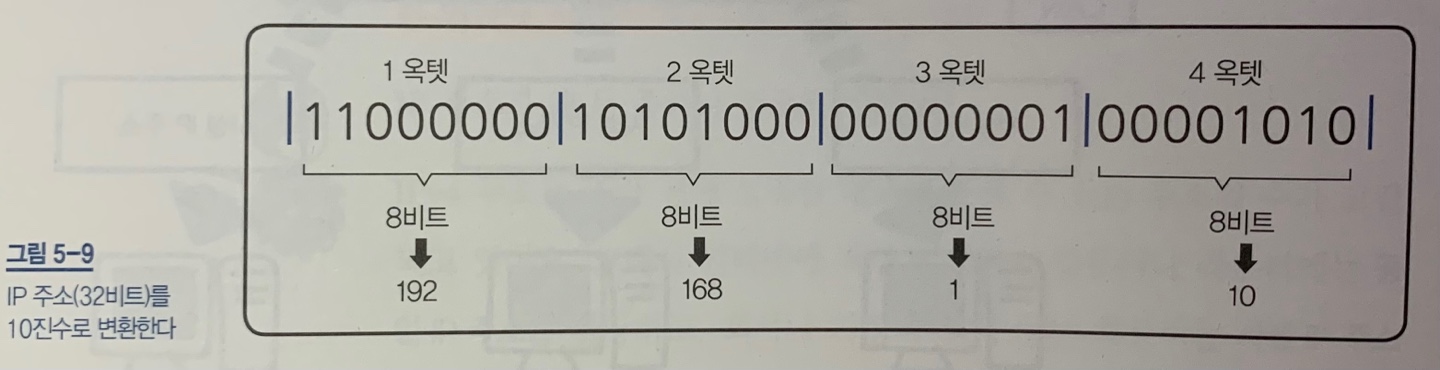 1 옥텟 2 옥텟 3 옥텟 4 옥텟
|11000000|10101000|00000001|00001010|
8비트 8비트 8비트 8비트
192 168 1 10
그림 5-9
IP 주소(32비트)를
10진수로 변환한다